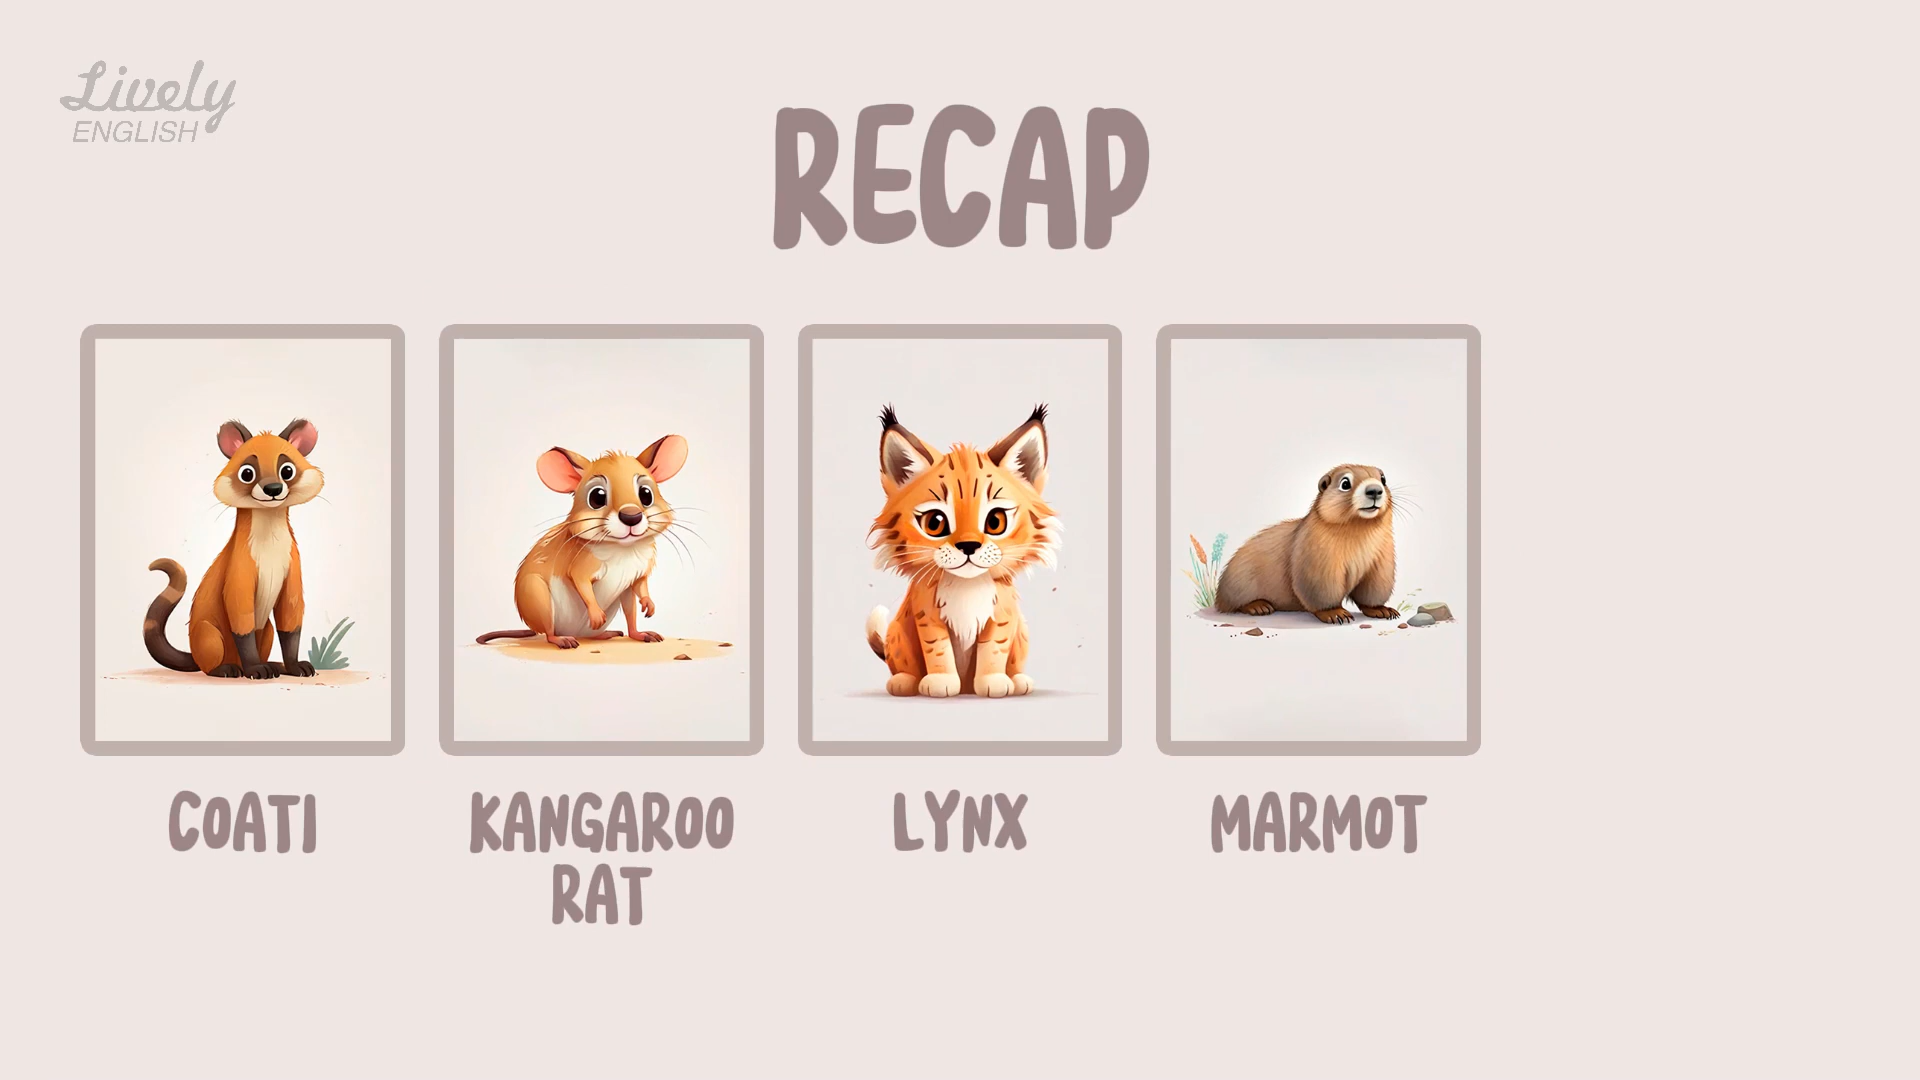 Lively
ENGLISH
RECAP
COATI
KANGAROO
RAT
LYNX
MARMOT